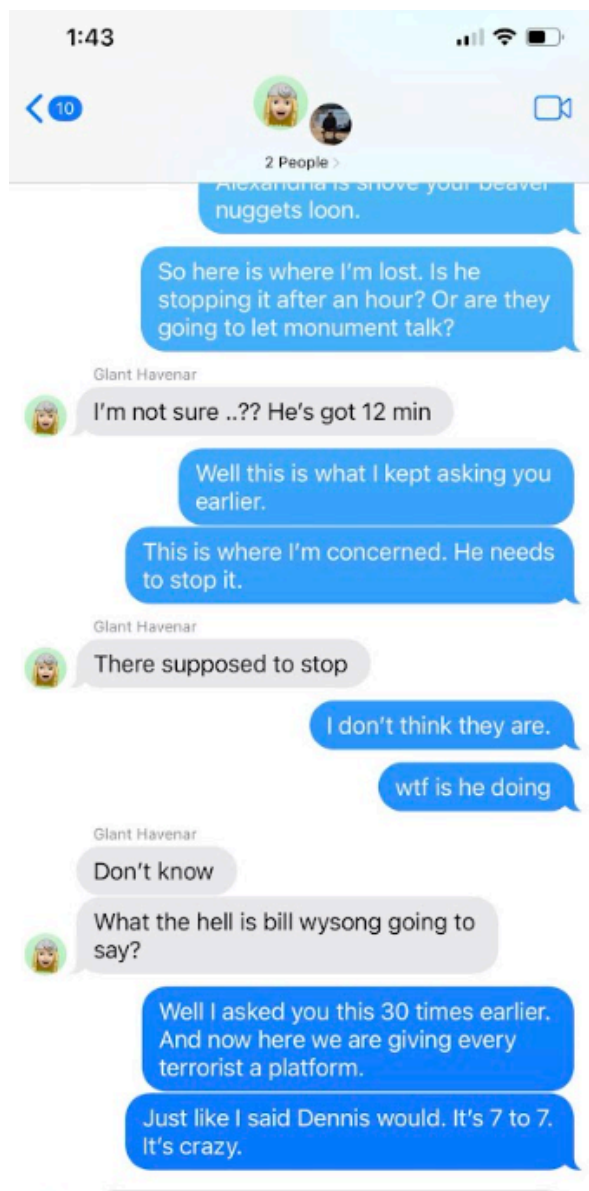 1:43
10
2 People >
Alexandria is shove your beaver
nuggets loon.
So here is where I'm lost. Is he
stopping it after an hour? Or are they
going to let monument talk?
Glant Havenar
I'm not sure ..?? He's got 12 min
Well this is what I kept asking you
earlier.
This is where I'm concerned. He needs
to stop it.
Glant Havenar
There supposed to stop
I don't think they are.
wtf is he doing
Glant Havenar
Don't know
What the hell is bill wysong going to
say?
Well I asked you this 30 times earlier.
And now here we are giving every
terrorist a platform.
Just like I said Dennis would. It's 7 to 7.
It's crazy.